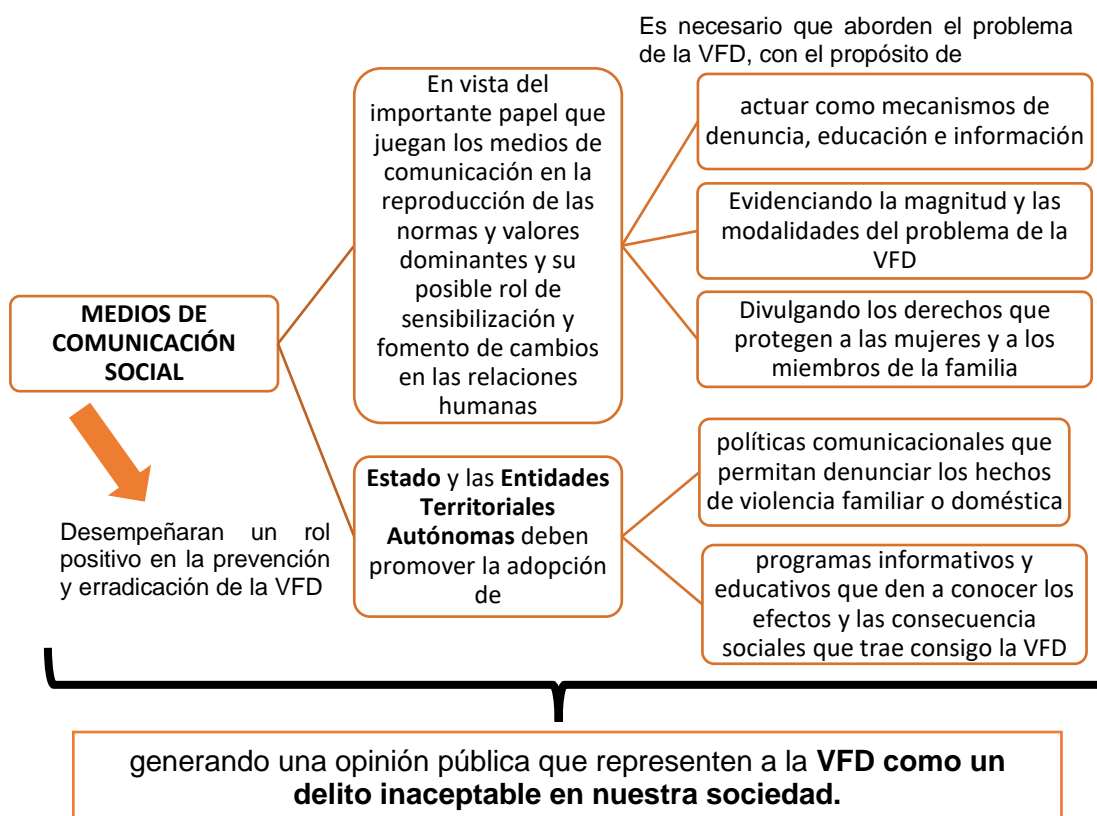 MEDIOS DE
COMUNICACIÓN
SOCIAL
Desempeñaran un rol
positivo en la prevención
y erradicación de la VFD
En vista del
importante papel que
juegan los medios de
comunicación en la
reproducción de las
normas y valores
dominantes y su
posible rol de
sensibilización y
fomento de cambios
en las relaciones
humanas
Es necesario que aborden el problema
de la VFD, con el propósito de
actuar como mecanismos de
denuncia, educación e información
Evidenciando la magnitud y las
modalidades del problema de la
VFD
Divulgando los derechos que
protegen a las mujeres y a los
miembros de la familia
Estado y las Entidades
Territoriales
Autónomas deben
promover la adopción
de
políticas comunicacionales que
permitan denunciar los hechos
de violencia familiar o doméstica
programas informativos y
educativos que den a conocer los
efectos y las consecuencia
sociales que trae consigo la VFD
generando una opinión pública que representen a la VFD como un
delito inaceptable en nuestra sociedad.